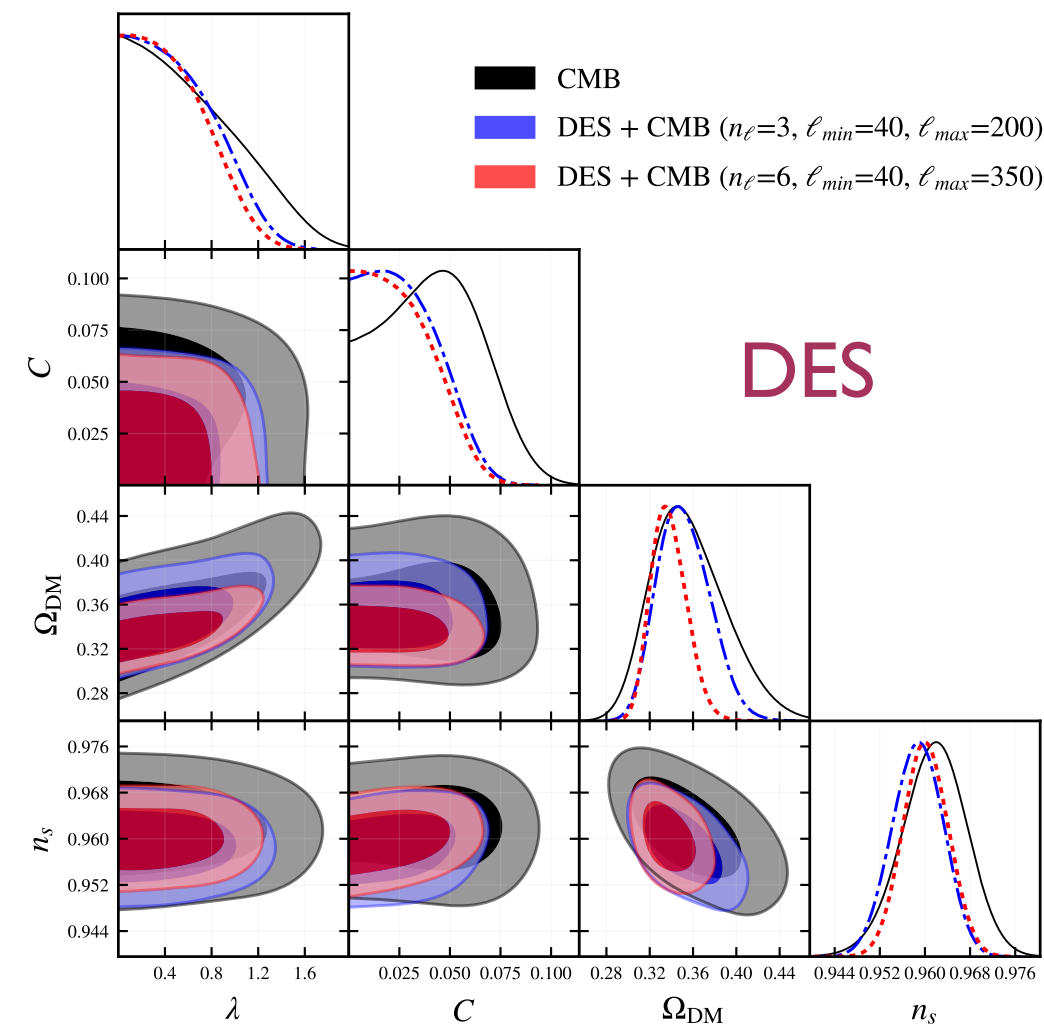 CMB
DES + CMB (nℓ=3, ℓmin=40, ℓmax=200)
DES + CMB (nℓ=6, ℓmin=40, ℓmax=350)
DES
C
0.100
0.075
0.050
0.025
ΩDM
0.44
0.40
0.36
0.32
0.28
ns
0.976
0.968
0.960
0.952
0.944
0.4 0.8 1.2 1.6 0.025 0.050 0.075 0.100 0.28 0.32 0.36 0.40 0.44 0.944 0.952 0.960 0.968 0.976
λ C ΩDM ns